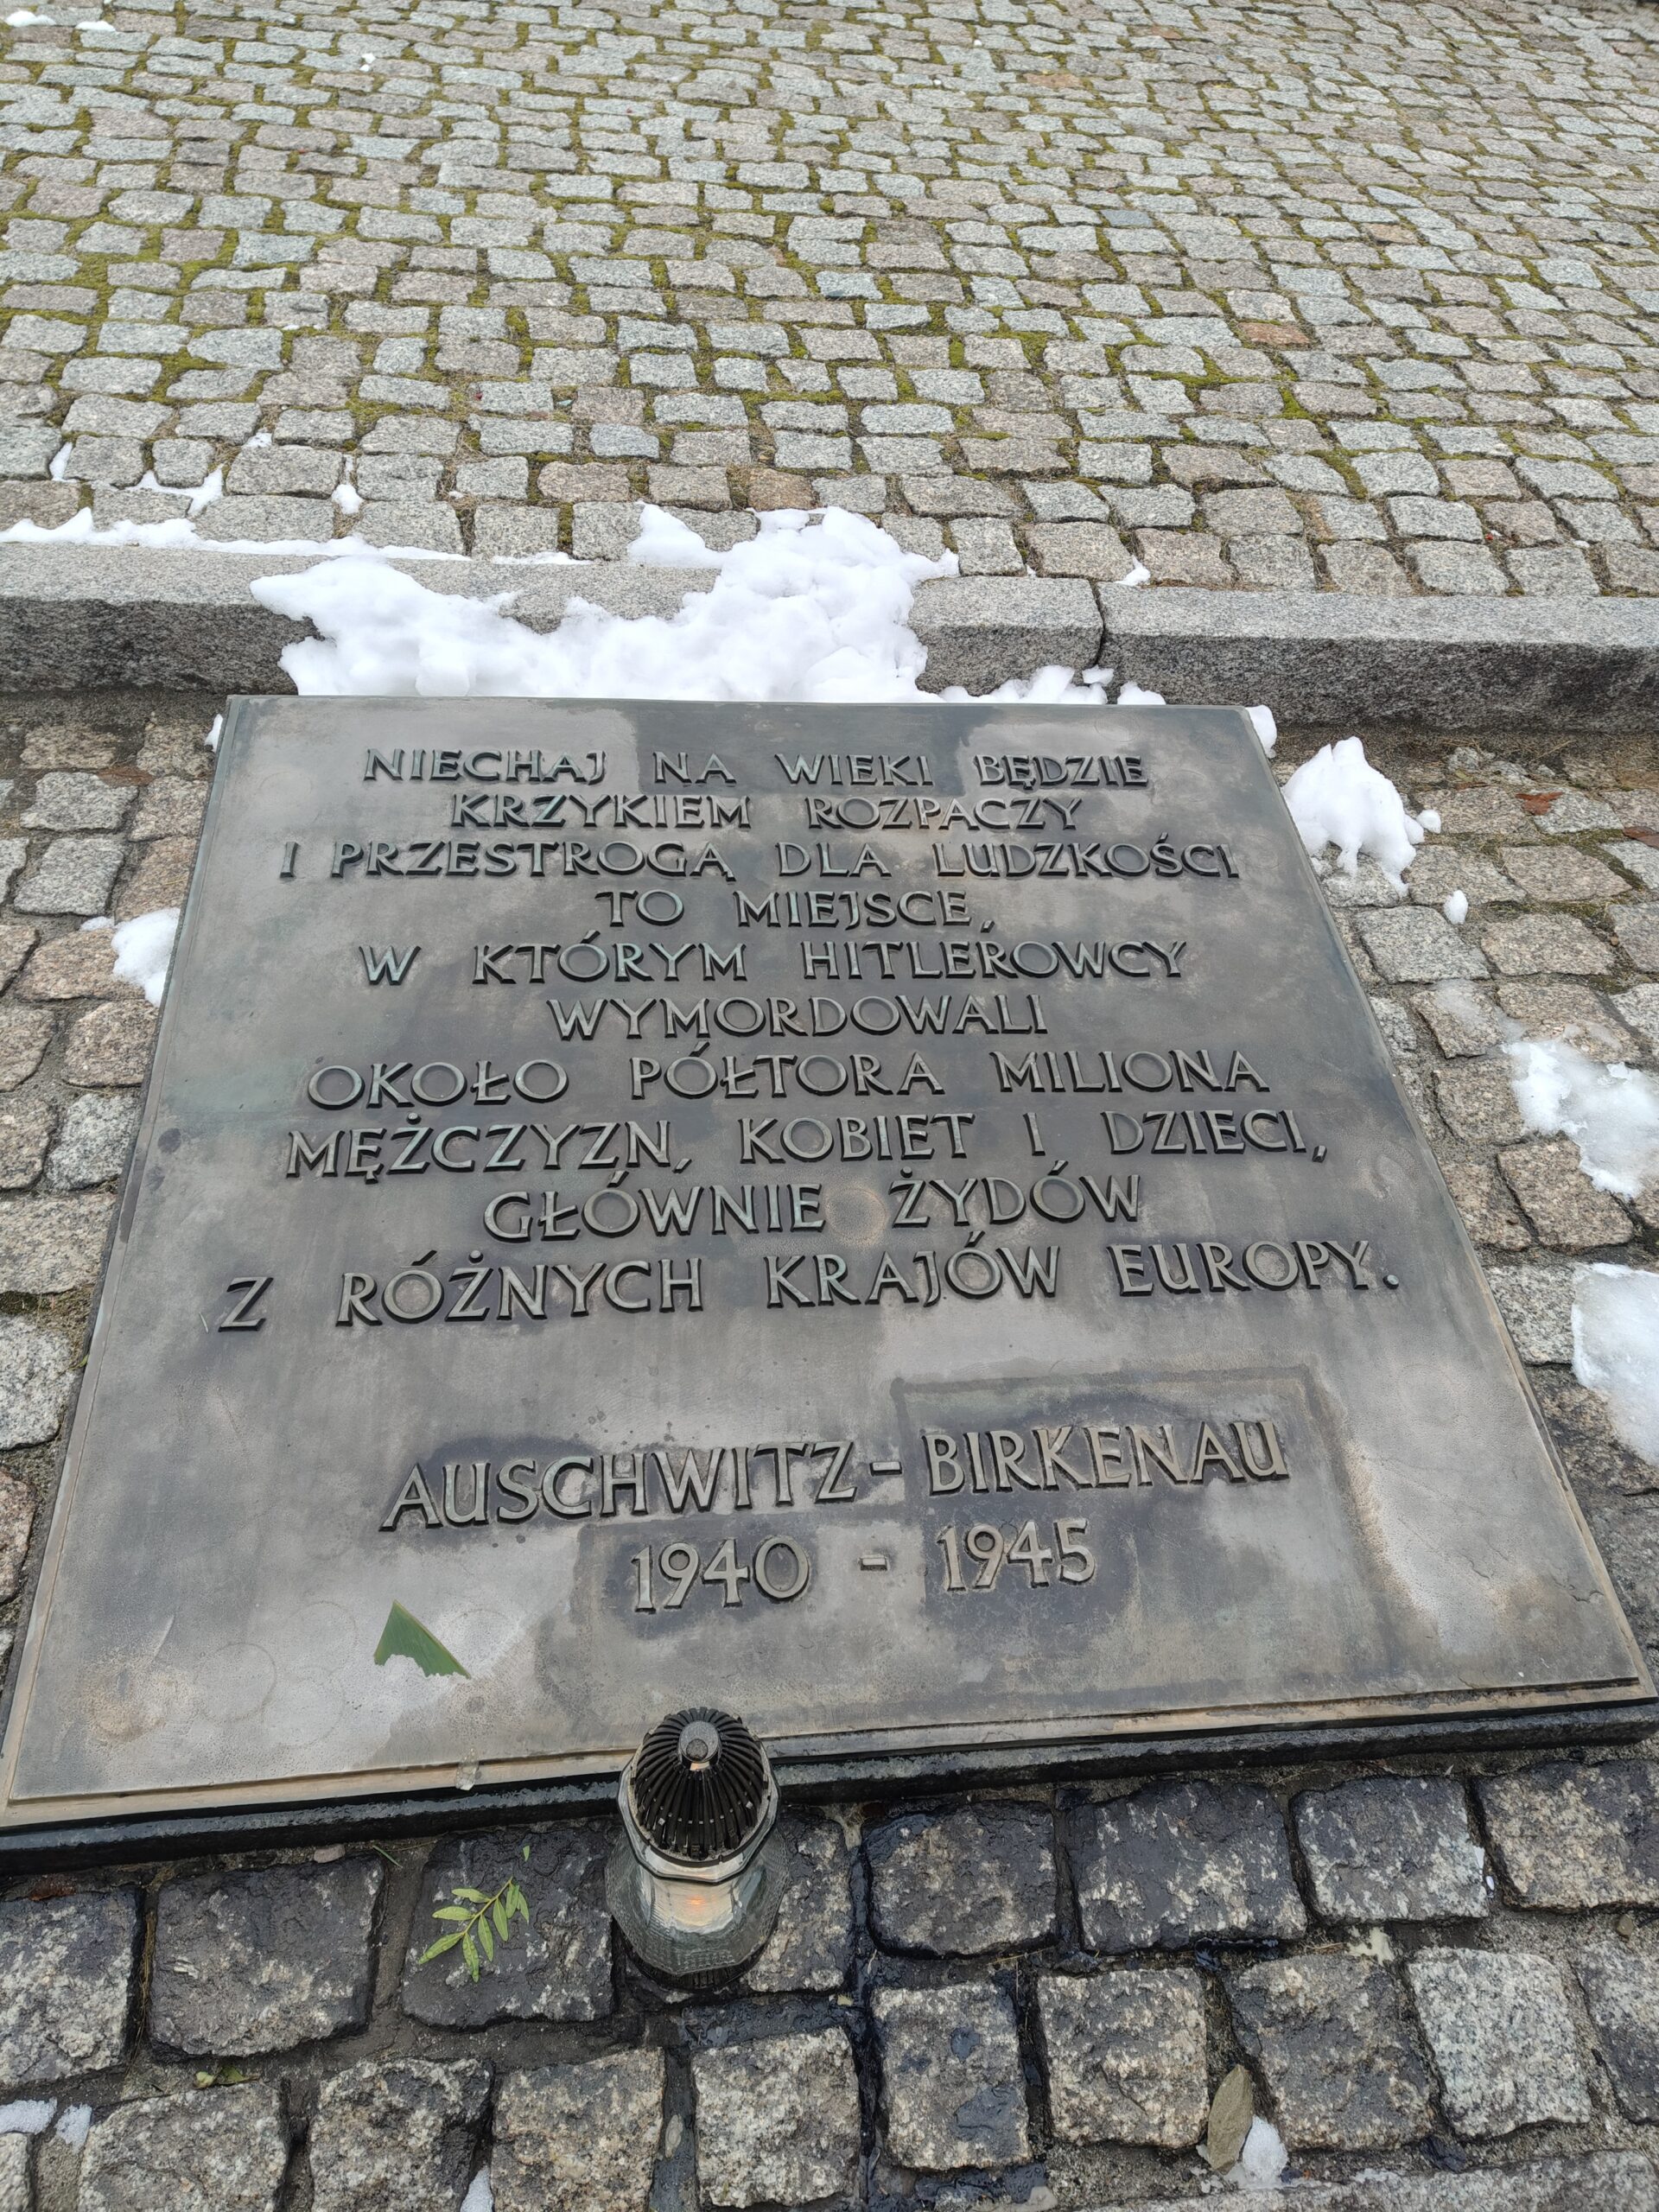 NIECHAJ NA WIEKI BĘDZIE
KRZYKIEM ROZPACZY
I PRZESTROGĄ DLA LUDZKOŚCI
TO MIEJSCE,
W KTÓRYM HITLEROWCY
WYMORDOWALI
OKOŁO PÓŁTORA MILIONA
MĘŻCZYZN, KOBIET I DZIECI,
GŁÓWNIE ŻYDÓW
Z RÓŻNYCH KRAJÓW EUROPY.
AUSCHWITZ-BIRKENAU
1940 - 1945